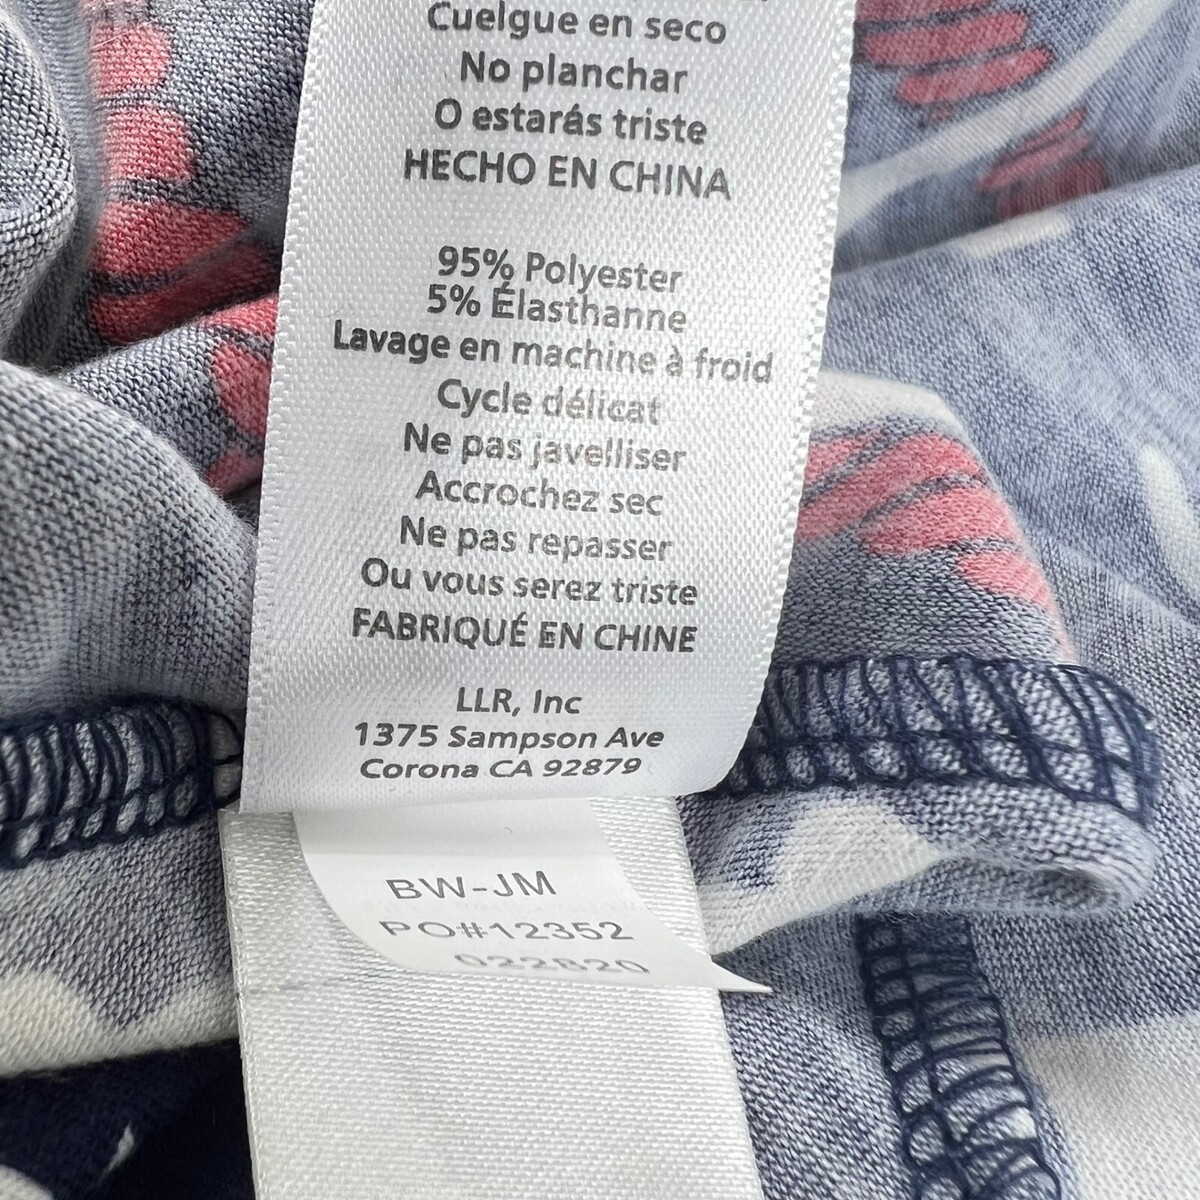 Cuelgue en seco
No planchar
O estarás triste
HECHO EN CHINA
95% Polyester
5% Élasthanne
Lavage en machine à froid
Cycle délicat
Ne pas javelliser
Accrochez sec
Ne pas repasser
Ou vous serez triste
FABRIQUÉ EN CHINE
LLR, Inc
1375 Sampson Ave
Corona CA 92879
BW-JM
PO#12352
022820